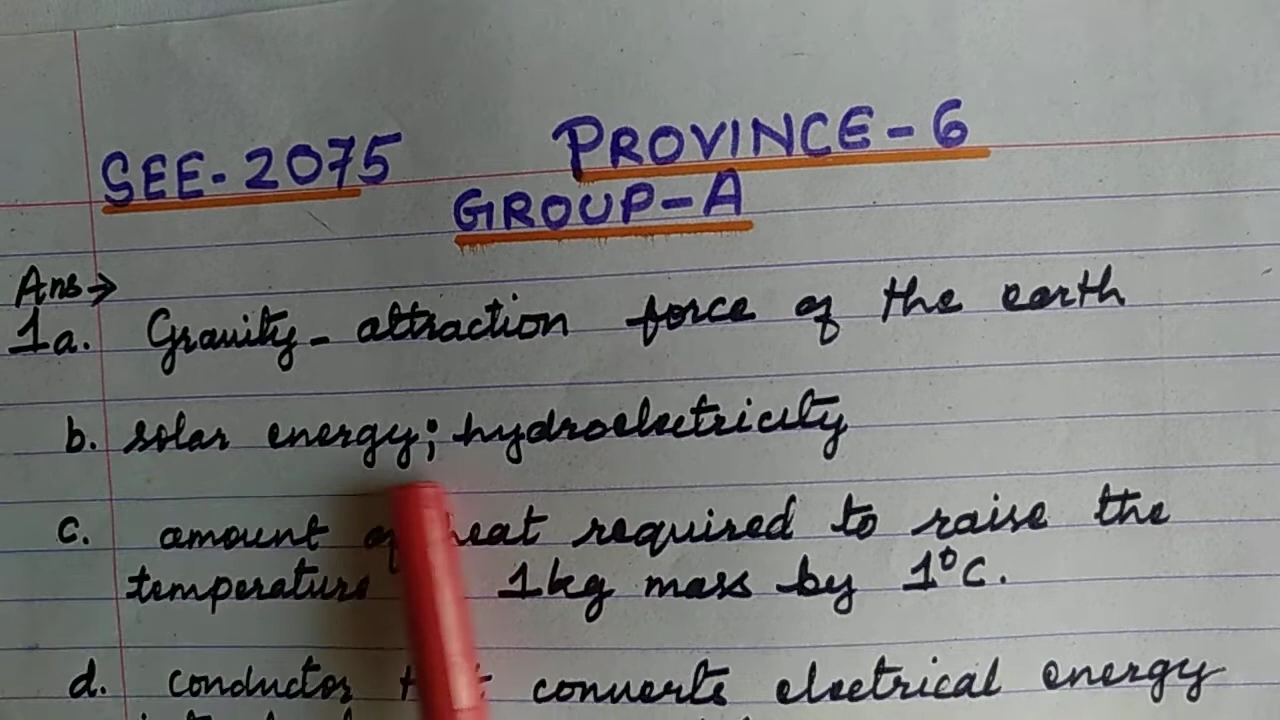 SEE-2075 PROVINCE-6
GROUP-A
Ans→
1a. Gravity- attraction force of the earth
b. solar energy; hydroelectricity
c. amount of heat required to raise the
temperature 1kg mass by 1°C.
d. conductor converts electrical energy